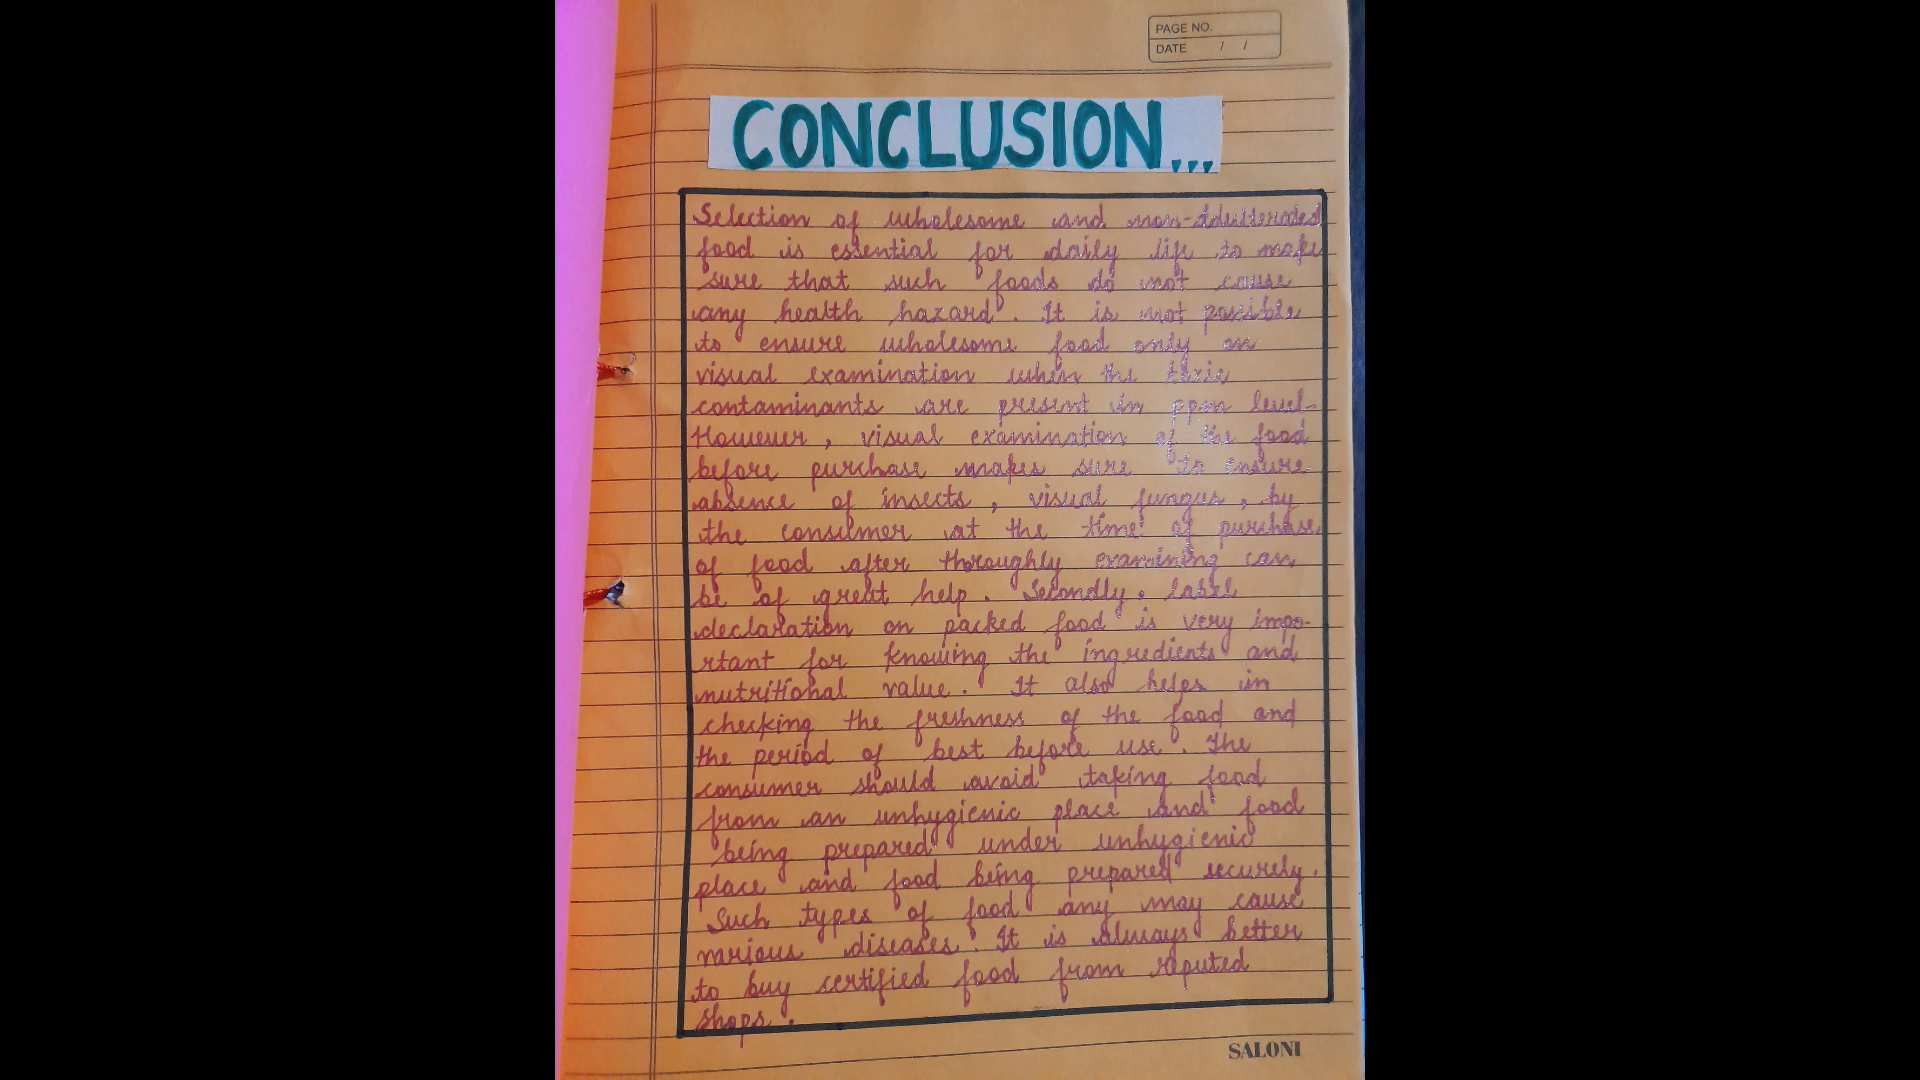 PAGE NO.
DATE / /
CONCLUSION...
Selection of wholesome and non-adulterated
food is essential for daily life to make
sure that such foods do not cause
any health hazard. It is not possible
to ensure wholesome food only on
visual examination when the toxic
contaminants are present in ppm level.
However, visual examination of the food
before purchase makes sure to ensure
absence of insects, visual fungus, by
the consumer at the time of purchase
of food after thoroughly examining can
be of great help. Secondly, label
declaration on packed food is very impo-
rtant for knowing the ingredients and
nutritional value. It also helps in
checking the freshness of the food and
the period of best before use. The
consumer should avoid taking food
from an unhygienic place and food
being prepared under unhygienic
place and food being prepared securely.
Such types of food any may cause
various diseases. It is always better
to buy certified food from reputed
shops.
SALONI